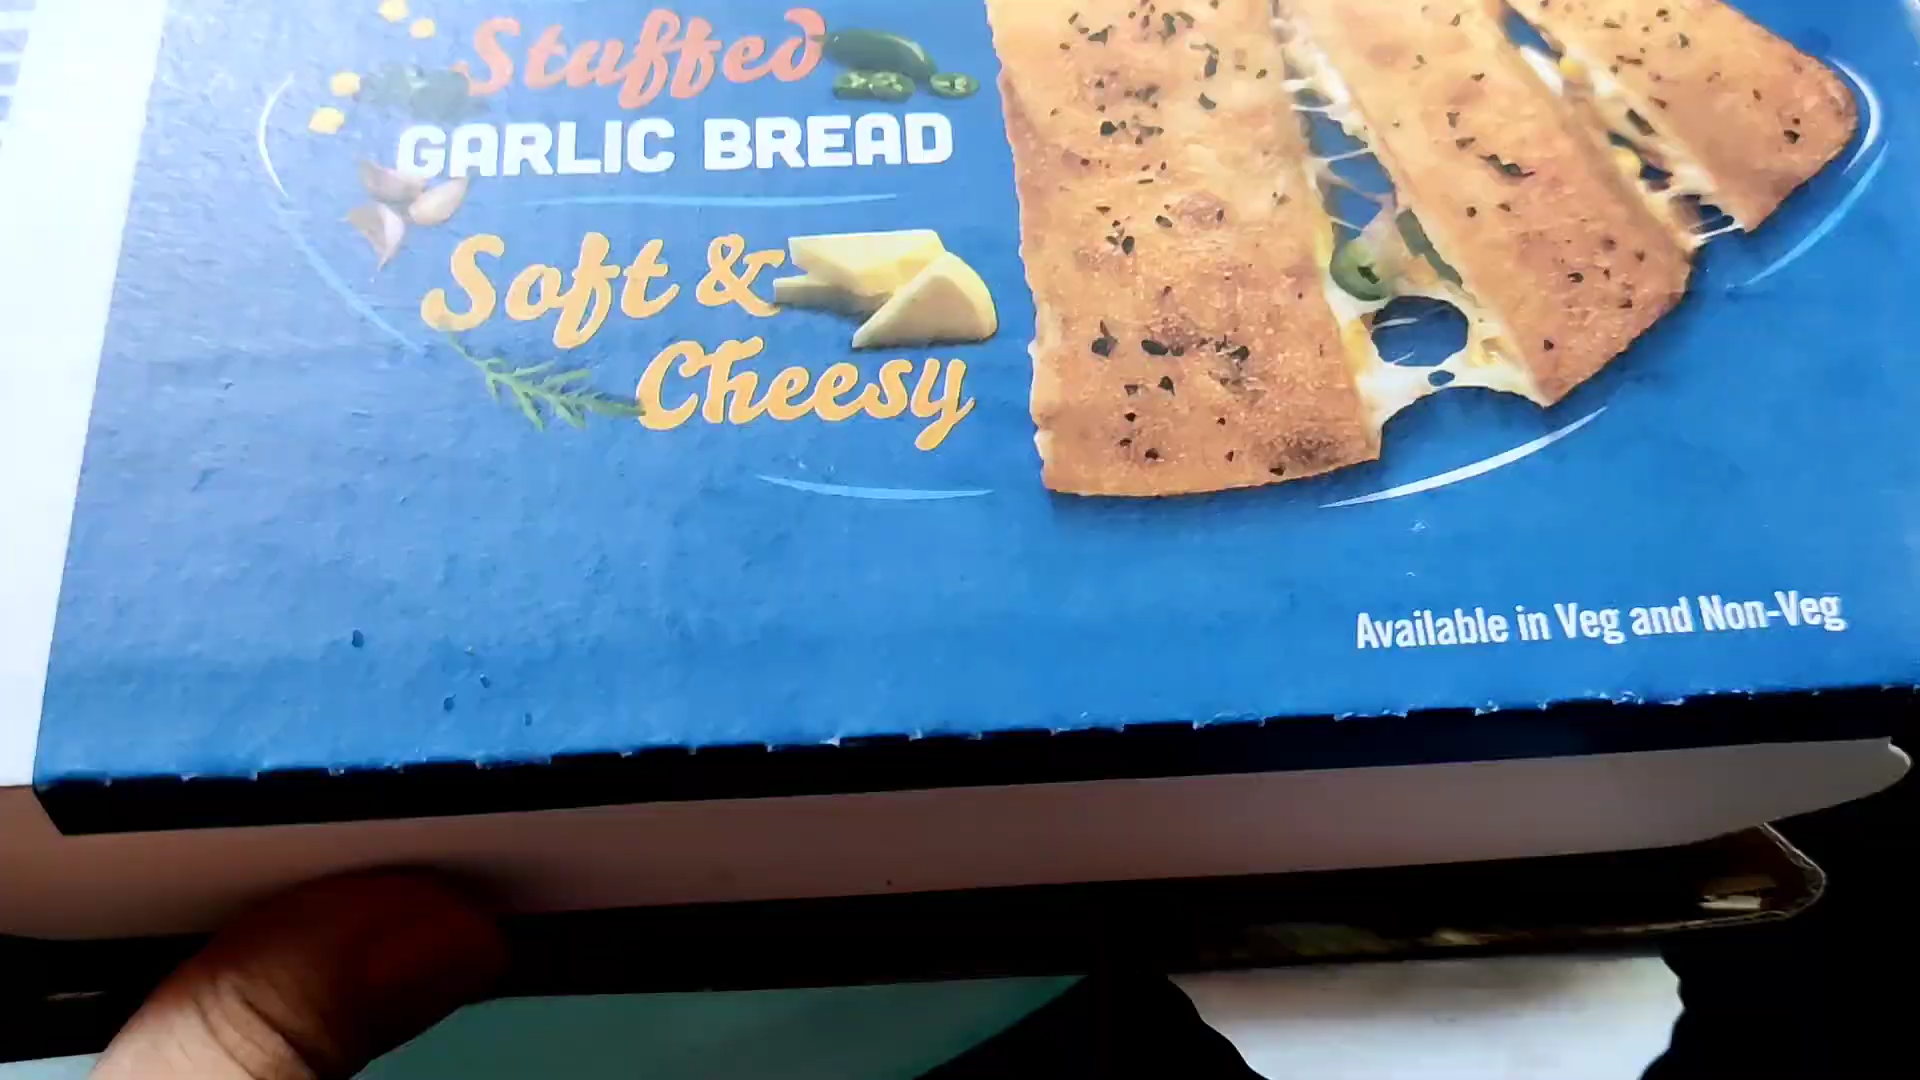 Stuffed
GARLIC BREAD
Soft &
Cheesy
Available in Veg and Non-Veg